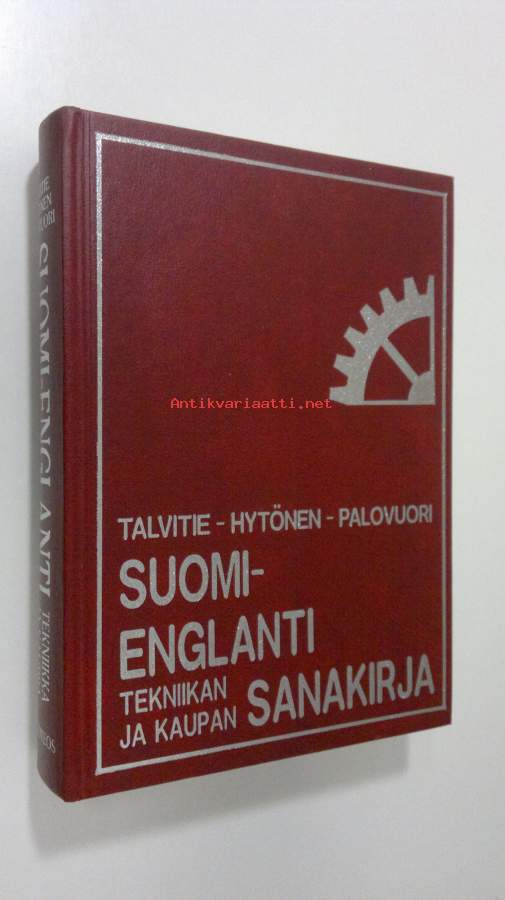 Antikvariaatti.net
TALVITIE - HYTÖNEN - PALOVUORI
SUOMI-
ENGLANTI
TEKNIIKAN
JA KAUPAN SANAKIRJA
SUOMI-ENGLANTI TEKNIIKKA